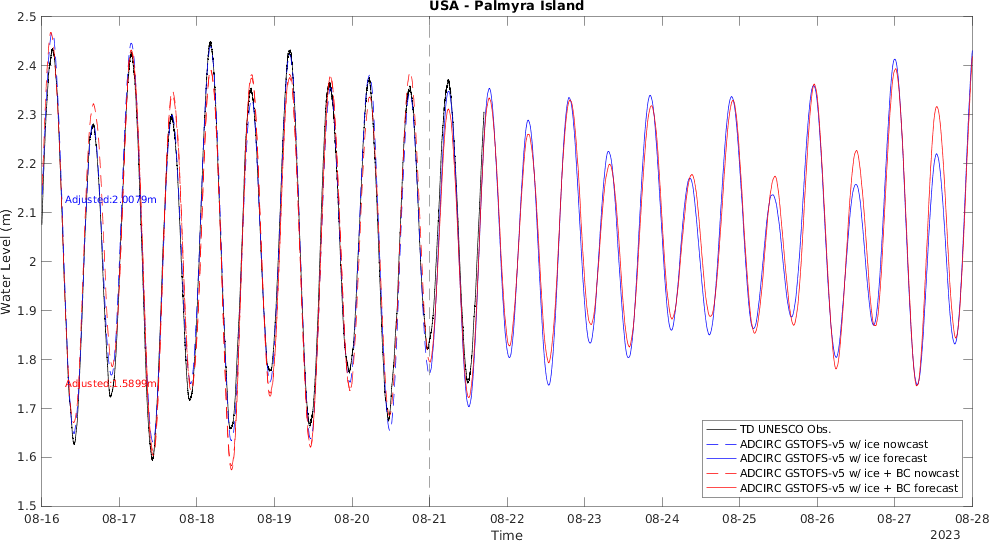 USA - Palmyra Island
2.5
2.4
2.3
2.2
2.1
2
1.9
1.8
1.7
1.6
1.5
Water Level (m)
Adjusted:2.0079m
Adjusted:1.5899m
TD UNESCO Obs.
ADCIRC GSTOFS-v5 w/ ice nowcast
ADCIRC GSTOFS-v5 w/ ice forecast
ADCIRC GSTOFS-v5 w/ ice + BC nowcast
ADCIRC GSTOFS-v5 w/ ice + BC forecast
08-16 08-17 08-18 08-19 08-20 08-21 08-22 08-23 08-24 08-25 08-26 08-27 08-28
Time
2023